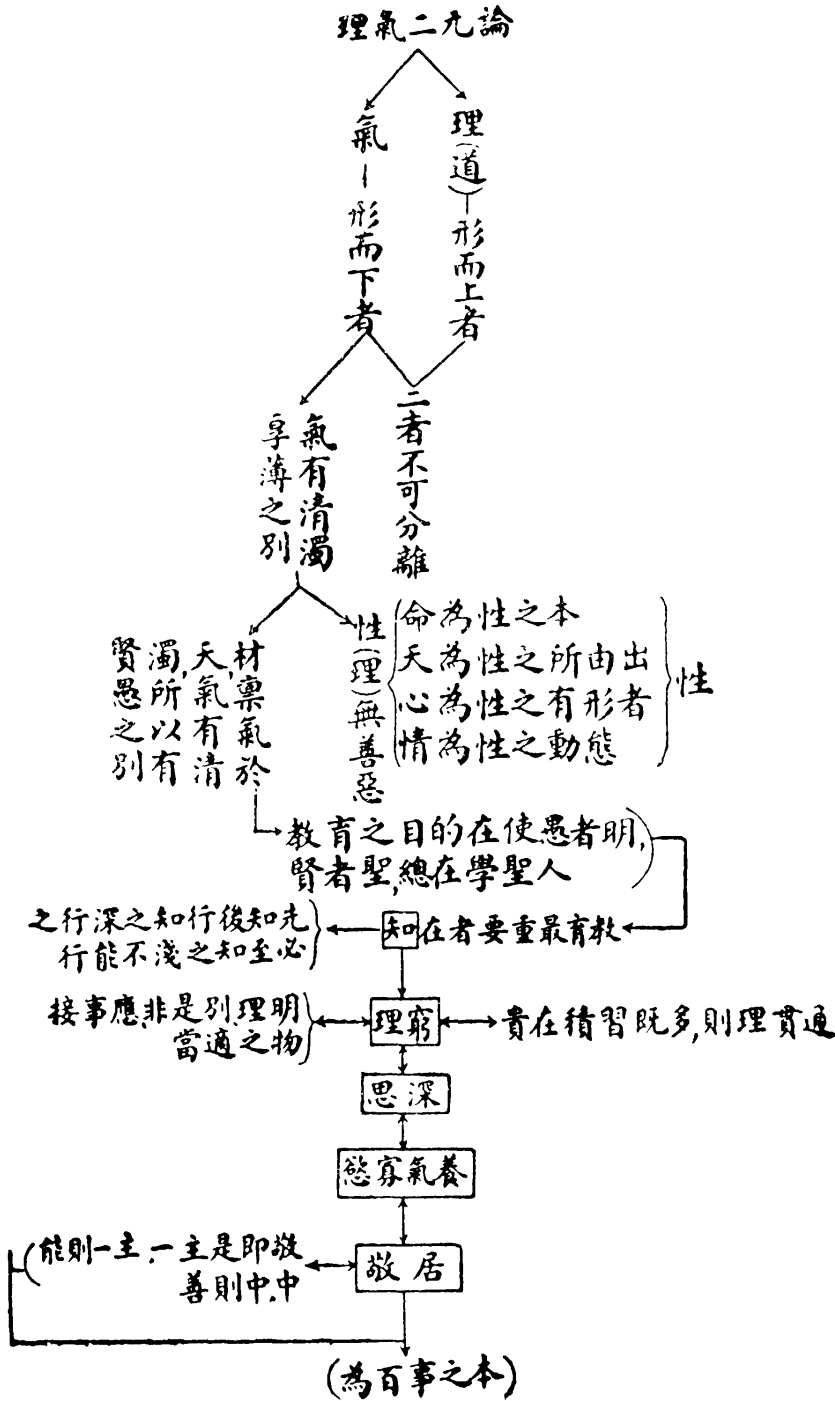 理氣二元論
理(道)—形而上者
氣—形而下者
二者不可分離
氣有清濁
享薄之別
性(理)無善惡
命為性之本
天為性之所由出
心為性之有形者
情為性之動態
性
材稟氣於
天,氣有清
濁,所以有
賢愚之別
教育之目的在使愚者明,
賢者聖,總在學聖人
教育最重要者在知
先知後行知之深行之
必至知之淺不能行
窮理
明理,別是非,應事接
物之適當
貴在積習既多,則理貫通
深思
養氣寡慾
居敬
敬即是主一,主一則能
中,中則善
(為百事之本)